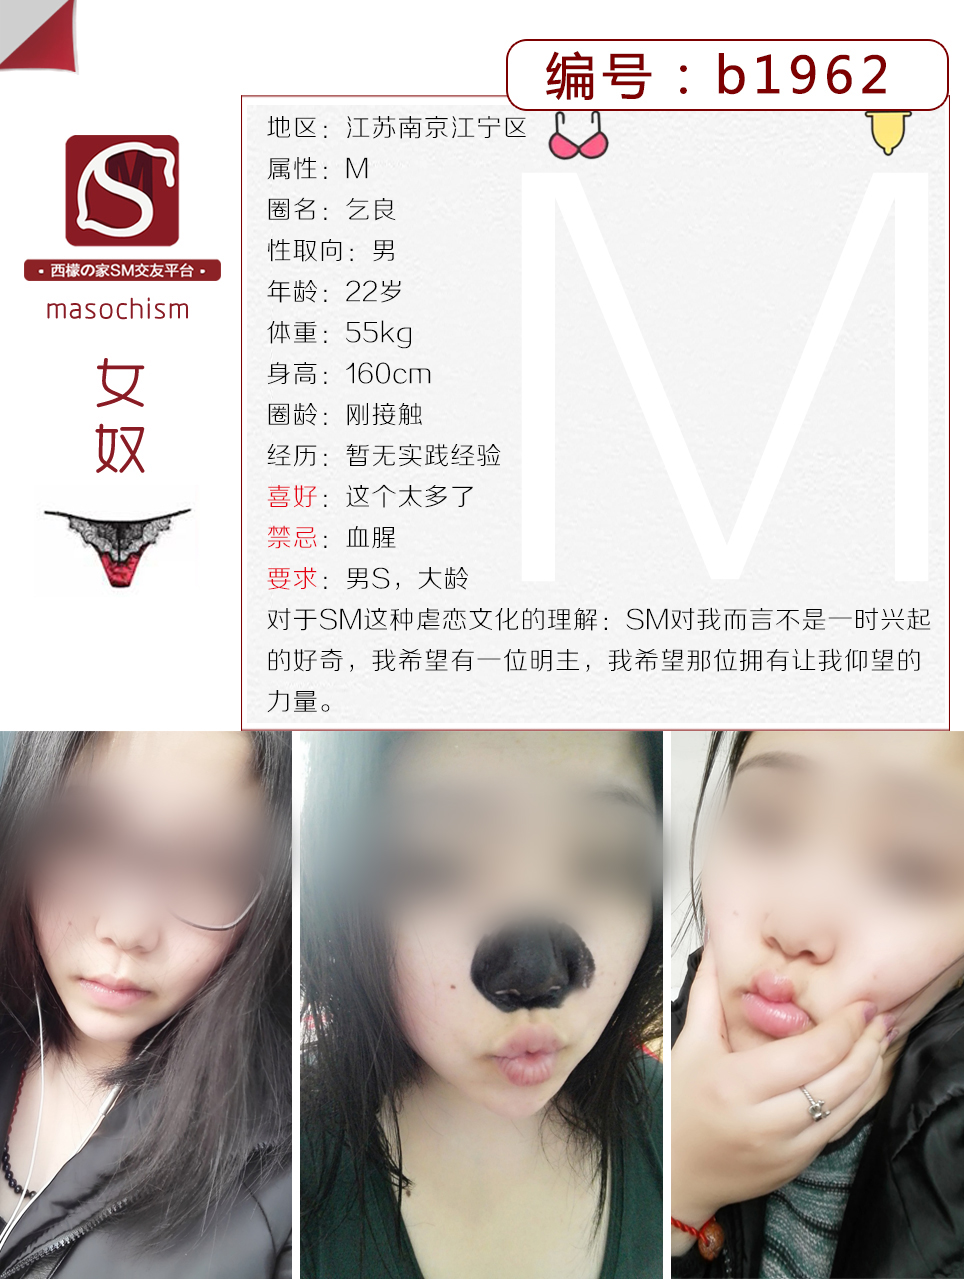 编号：b1962
地区：江苏南京江宁区
属性：M
圈名：乞良
性取向：男
年龄：22岁
体重：55kg
身高：160cm
圈龄：刚接触
经历：暂无实践经验
喜好：这个太多了
禁忌：血腥
要求：男S，大龄
对于SM这种虐恋文化的理解：SM对我而言不是一时兴起
的好奇，我希望有一位明主，我希望那位拥有让我仰望的
力量。
M
SM
·西檬の家SM交友平台·
masochism
女
奴